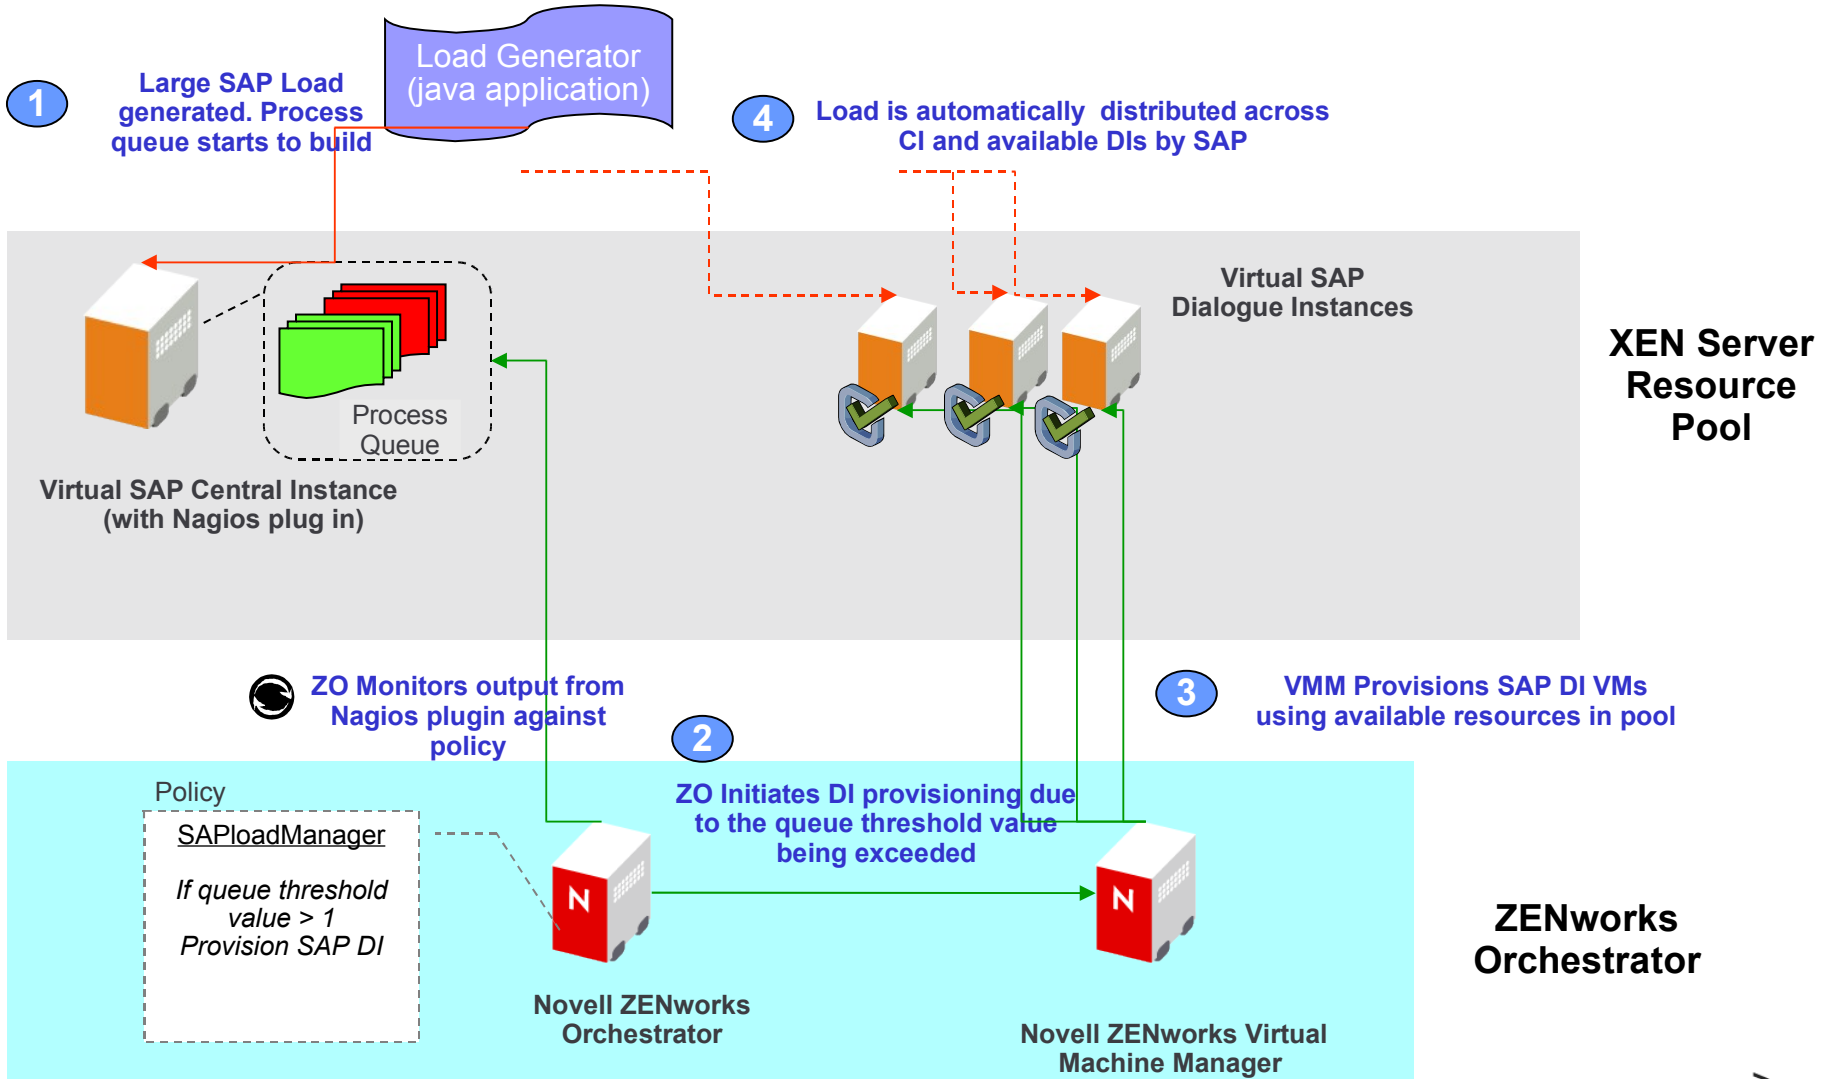 Load Generator
(java application)
1
Large SAP Load
generated. Process
queue starts to build
4
Load is automatically  distributed across
CI and available DIs by SAP
Virtual SAP
Dialogue Instances
XEN Server
Resource
Pool
Process
Queue
Virtual SAP Central Instance
(with Nagios plug in)
ZO Monitors output from
Nagios plugin against
policy
2
ZO Initiates DI provisioning due
to the queue threshold value
being exceeded
3
VMM Provisions SAP DI VMs
using available resources in pool
Policy
SAPloadManager
If queue threshold
value > 1
Provision SAP DI
N
N
Novell ZENworks
Orchestrator
Novell ZENworks Virtual
Machine Manager
ZENworks
Orchestrator